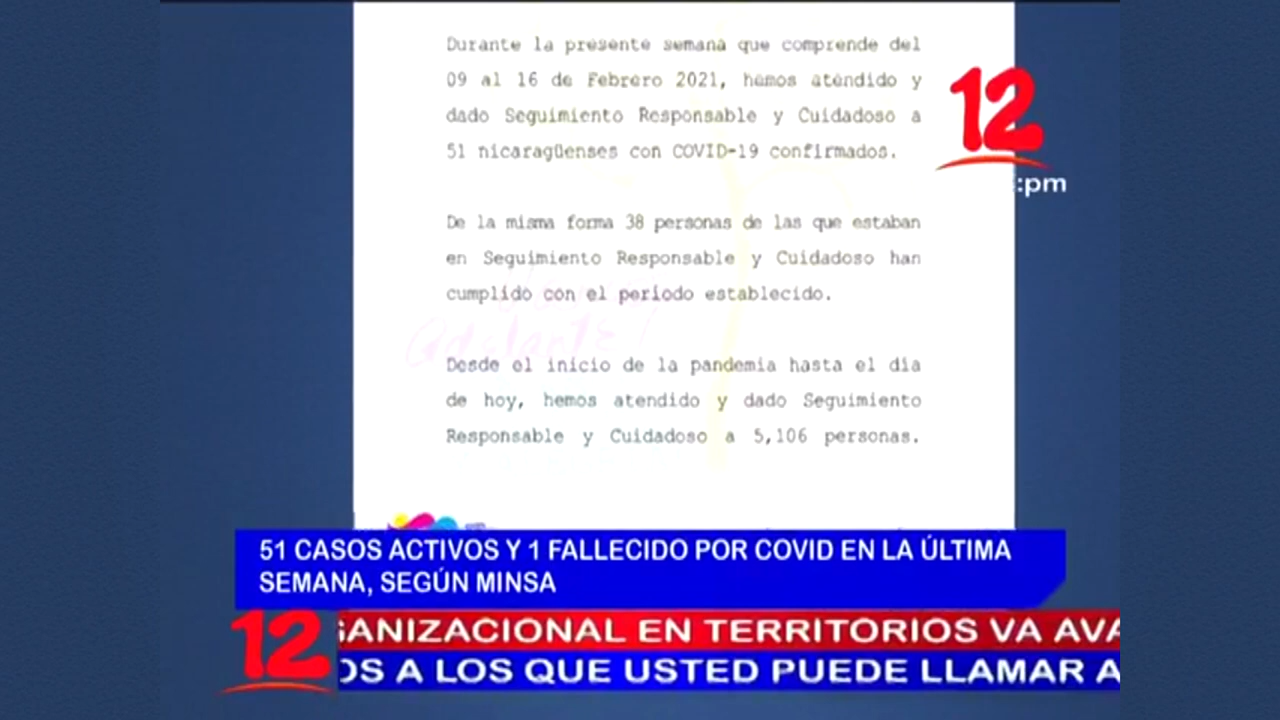 Durante la presente semana que comprende del
09 al 16 de Febrero 2021, hemos atendido y
dado Seguimiento Responsable y Cuidadoso a
51 nicaragüenses con COVID-19 confirmados.
De la misma forma 38 personas de las que estaban
en Seguimiento Responsable y Cuidadoso han
cumplido con el periodo establecido.
Adelante!
Desde el inicio de la pandemia hasta el dia
de hoy, hemos atendido y dado Seguimiento
Responsable y Cuidadoso a 5,106 personas.
12
:pm
51 CASOS ACTIVOS Y 1 FALLECIDO POR COVID EN LA ÚLTIMA
SEMANA, SEGÚN MINSA
12
GANIZACIONAL EN TERRITORIOS VA AVA
OS A LOS QUE USTED PUEDE LLAMAR A